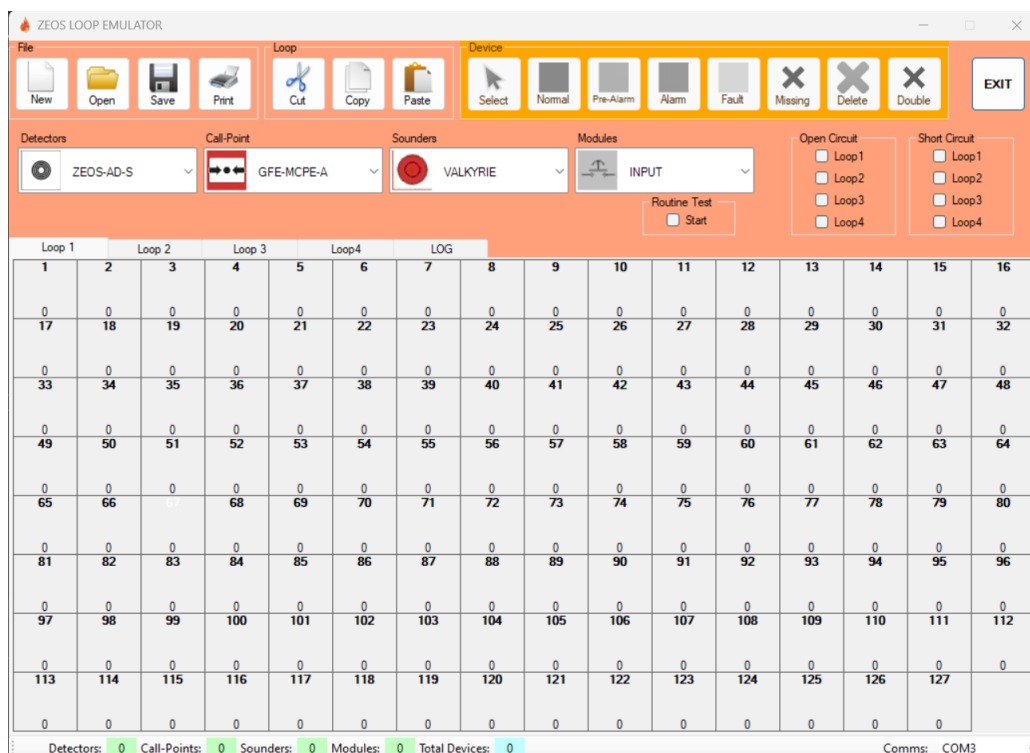 ZEOS LOOP EMULATOR
File Loop Device
New Open Save Print Cut Copy Paste Select Normal Pre-Alarm Alarm Fault Missing Delete Double EXIT
Detectors Call-Point Sounders Modules Open Circuit Short Circuit
ZEOS-AD-S GFE-MCPE-A VALKYRIE INPUT Loop1 Loop1
Loop2 Loop2
Routine Test Loop3 Loop3
Start Loop4 Loop4
Loop 1 Loop 2 Loop 3 Loop4 LOG
1 2 3 4 5 6 7 8 9 10 11 12 13 14 15 16
0 0 0 0 0 0 0 0 0 0 0 0 0 0 0 0
17 18 19 20 21 22 23 24 25 26 27 28 29 30 31 32
0 0 0 0 0 0 0 0 0 0 0 0 0 0 0 0
33 34 35 36 37 38 39 40 41 42 43 44 45 46 47 48
0 0 0 0 0 0 0 0 0 0 0 0 0 0 0 0
49 50 51 52 53 54 55 56 57 58 59 60 61 62 63 64
0 0 0 0 0 0 0 0 0 0 0 0 0 0 0 0
65 66 67 68 69 70 71 72 73 74 75 76 77 78 79 80
0 0 0 0 0 0 0 0 0 0 0 0 0 0 0 0
81 82 83 84 85 86 87 88 89 90 91 92 93 94 95 96
0 0 0 0 0 0 0 0 0 0 0 0 0 0 0 0
97 98 99 100 101 102 103 104 105 106 107 108 109 110 111 112
0 0 0 0 0 0 0 0 0 0 0 0 0 0 0 0
113 114 115 116 117 118 119 120 121 122 123 124 125 126 127
0 0 0 0 0 0 0 0 0 0 0 0 0 0 0
Detectors: 0 Call-Points: 0 Sounders: 0 Modules: 0 Total Devices: 0 Comms: COM3